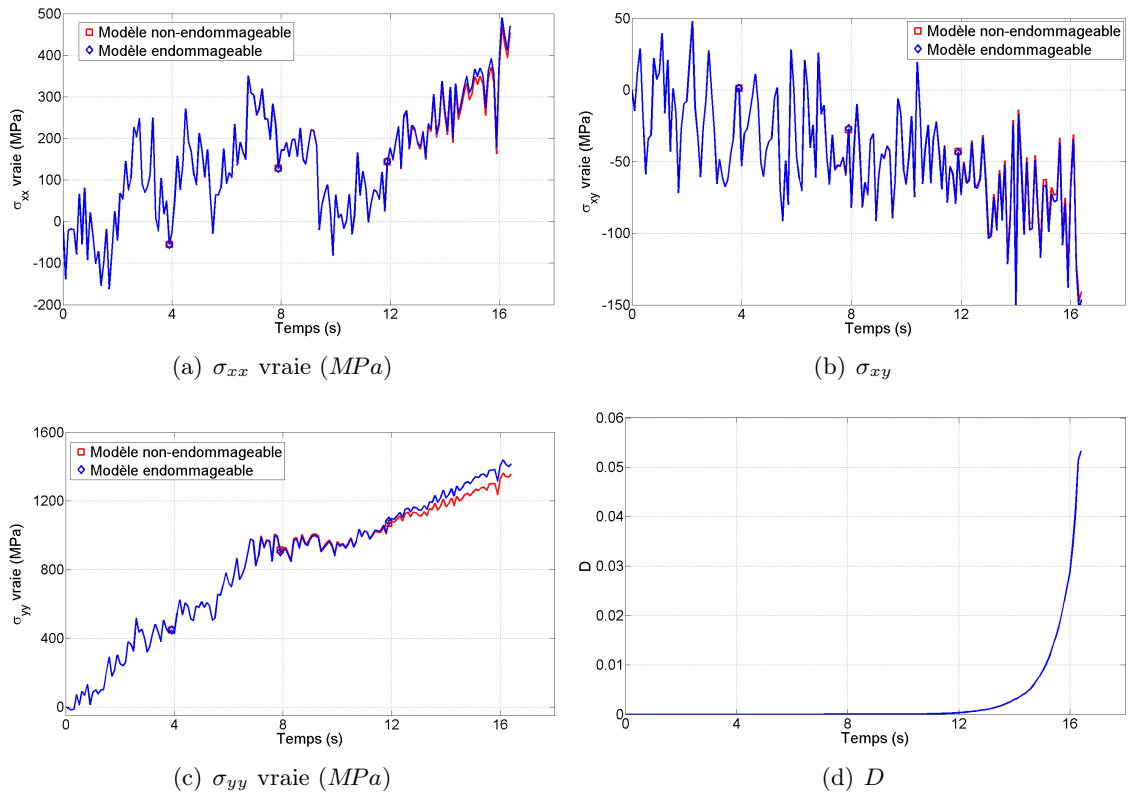 500
400
300
200
100
0
-100
-200
σxx vraie (MPa)
Modèle non-endommageable
Modèle endommageable
0 4 8 12 16
Temps (s)
(a) σxx vraie (MPa)
50
0
-50
-100
-150
σxy vraie (MPa)
Modèle non-endommageable
Modèle endommageable
0 4 8 12 16
Temps (s)
(b) σxy
1600
1200
800
400
0
σyy vraie (MPa)
Modèle non-endommageable
Modèle endommageable
0 4 8 12 16
Temps (s)
(c) σyy vraie (MPa)
0.06
0.05
0.04
0.03
0.02
0.01
0
D
0 4 8 12 16
Temps (s)
(d) D